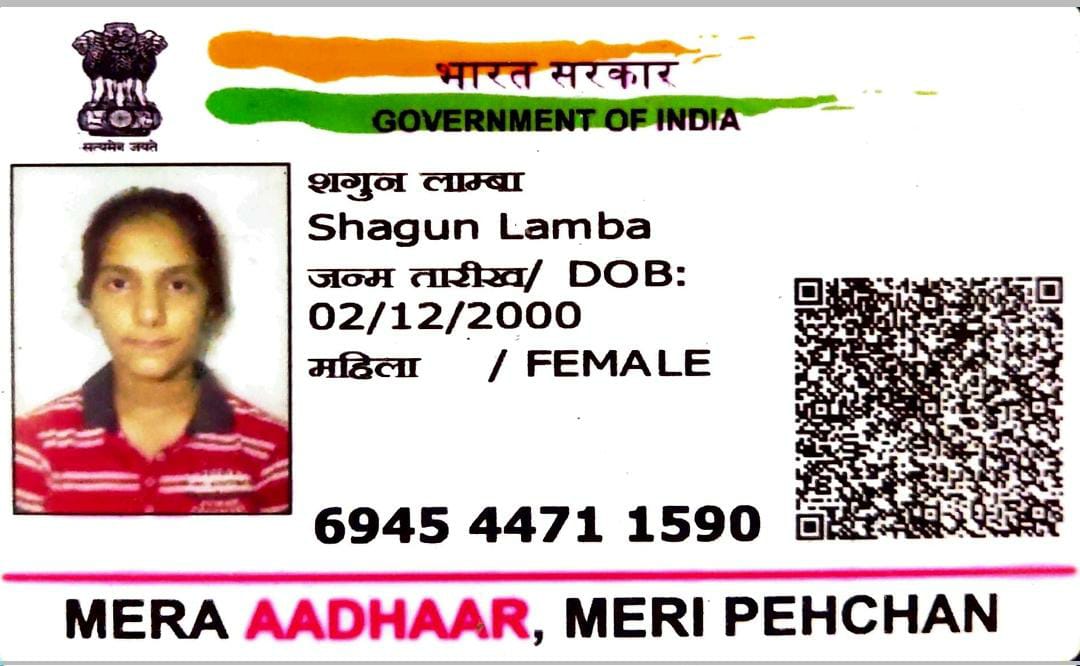 सत्यमेव जयते
भारत सरकार
GOVERNMENT OF INDIA
शगुन लाम्बा
Shagun Lamba
जन्म तारीख/ DOB:
02/12/2000
महिला / FEMALE
6945 4471 1590
MERA AADHAAR, MERI PEHCHAN